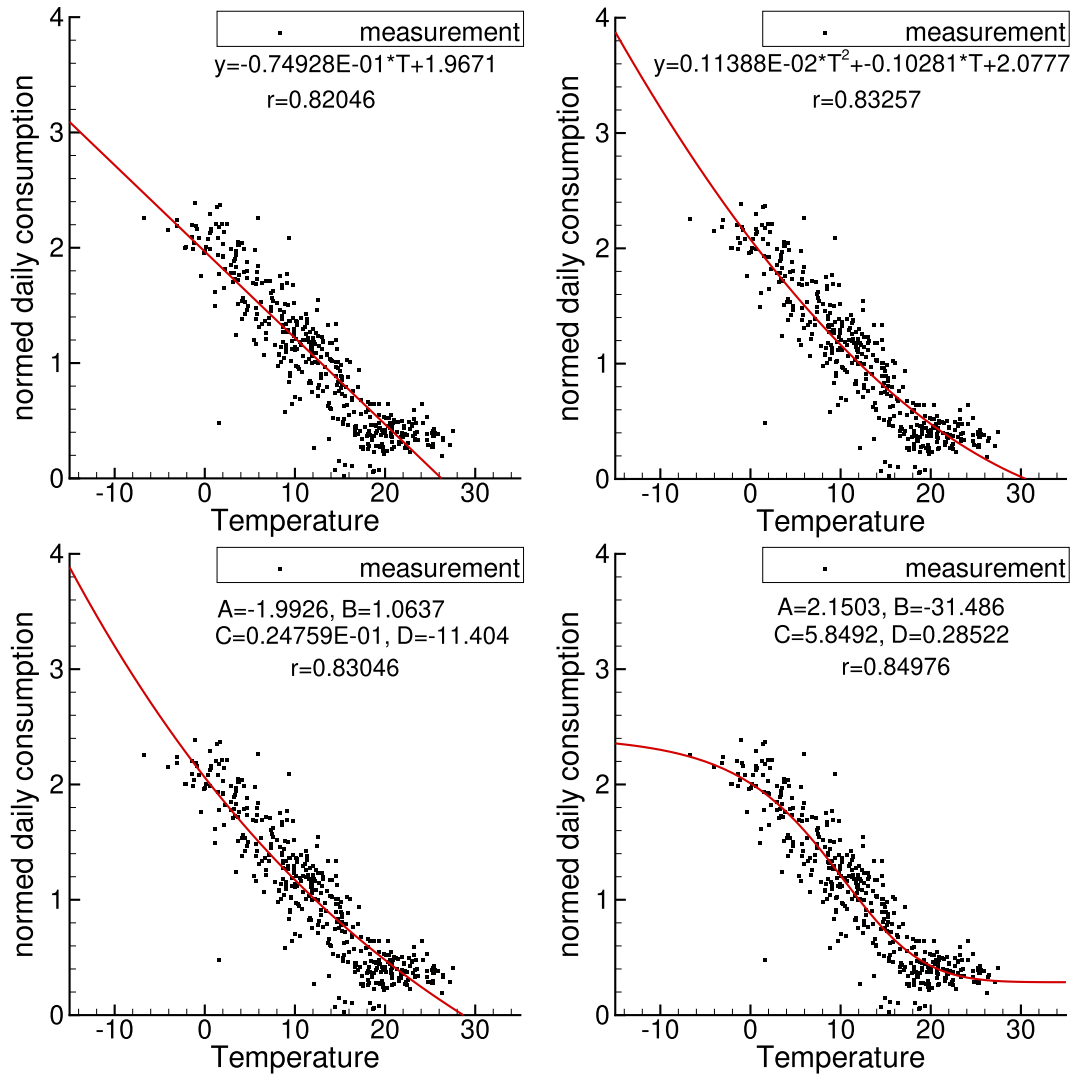 measurement
y=-0.74928E-01*T+1.9671
r=0.82046
normed daily consumption
4
3
2
1
0
-10 0 10 20 30
Temperature
measurement
y=0.11388E-02*T²+-0.10281*T+2.0777
r=0.83257
normed daily consumption
4
3
2
1
0
-10 0 10 20 30
Temperature
measurement
A=-1.9926, B=1.0637
C=0.24759E-01, D=-11.404
r=0.83046
normed daily consumption
4
3
2
1
0
-10 0 10 20 30
Temperature
measurement
A=2.1503, B=-31.486
C=5.8492, D=0.28522
r=0.84976
normed daily consumption
4
3
2
1
0
-10 0 10 20 30
Temperature